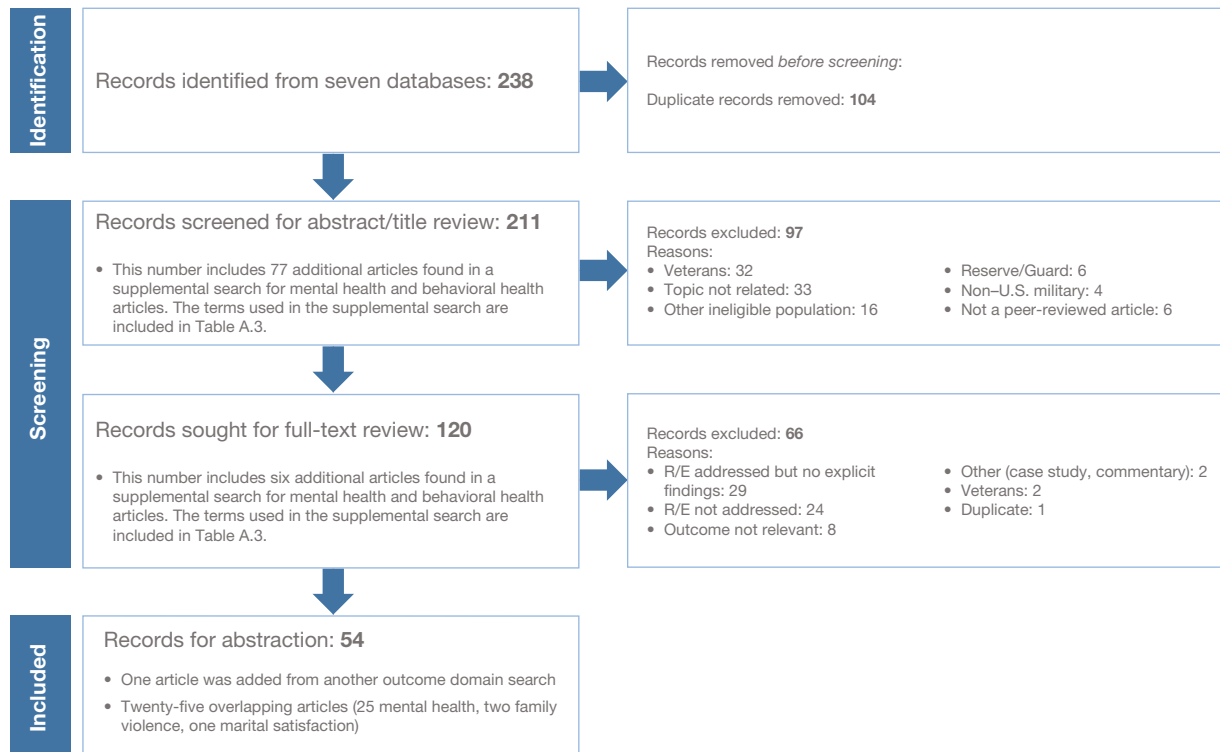 Identification
Records identified from seven databases: 238
Records removed before screening:
Duplicate records removed: 104
Screening
Records screened for abstract/title review: 211
• This number includes 77 additional articles found in a
supplemental search for mental health and behavioral health
articles. The terms used in the supplemental search are
included in Table A.3.
Records excluded: 97
Reasons:
• Veterans: 32
• Topic not related: 33
• Other ineligible population: 16
• Reserve/Guard: 6
• Non–U.S. military: 4
• Not a peer-reviewed article: 6
Records sought for full-text review: 120
• This number includes six additional articles found in a
supplemental search for mental health and behavioral health
articles. The terms used in the supplemental search are
included in Table A.3.
Records excluded: 66
Reasons:
• R/E addressed but no explicit
findings: 29
• R/E not addressed: 24
• Outcome not relevant: 8
• Other (case study, commentary): 2
• Veterans: 2
• Duplicate: 1
Included
Records for abstraction: 54
• One article was added from another outcome domain search
• Twenty-five overlapping articles (25 mental health, two family
violence, one marital satisfaction)